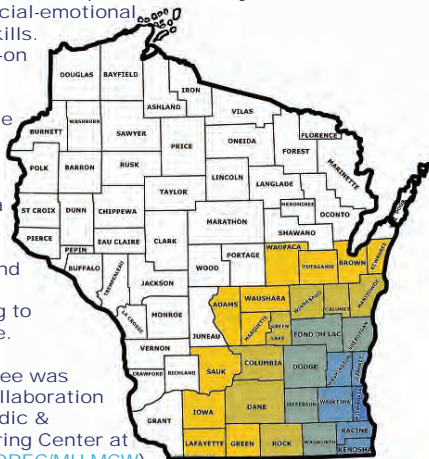 cial-emotional
kills.
-on
e
nd
g to
e.
ee was
llaboration
dic &
ring Center at
DOUGLAS
BAYFIELD
IRON
ASHLAND
VILAS
BURNETT
WASHBURN
SAWYER
PRICE
ONEIDA
FLORENCE
FOREST
MARINETTE
POLK
BARRON
RUSK
LINCOLN
LANGLADE
TAYLOR
MENOMINEE
OCONTO
DOOR
ST CROIX
DUNN
CHIPPEWA
MARATHON
SHAWANO
PIERCE
PEPIN
EAU CLAIRE
CLARK
WAUPACA
KEWAUNEE
BUFFALO
TREMPEALEAU
WOOD
PORTAGE
OUTAGAMIE
BROWN
JACKSON
ADAMS
WAUSHARA
WINNEBAGO
CALUMET
MANITOWOC
LA CROSSE
MONROE
JUNEAU
MARQUETTE
GREEN
LAKE
FOND DU LAC
SHEBOYGAN
VERNON
CRAWFORD
RICHLAND
SAUK
COLUMBIA
DODGE
WASHINGTON
OZAUKEE
GRANT
IOWA
DANE
JEFFERSON
WAUKESHA
MILWAUKEE
LAFAYETTE
GREEN
ROCK
WALWORTH
RACINE
KENOSHA